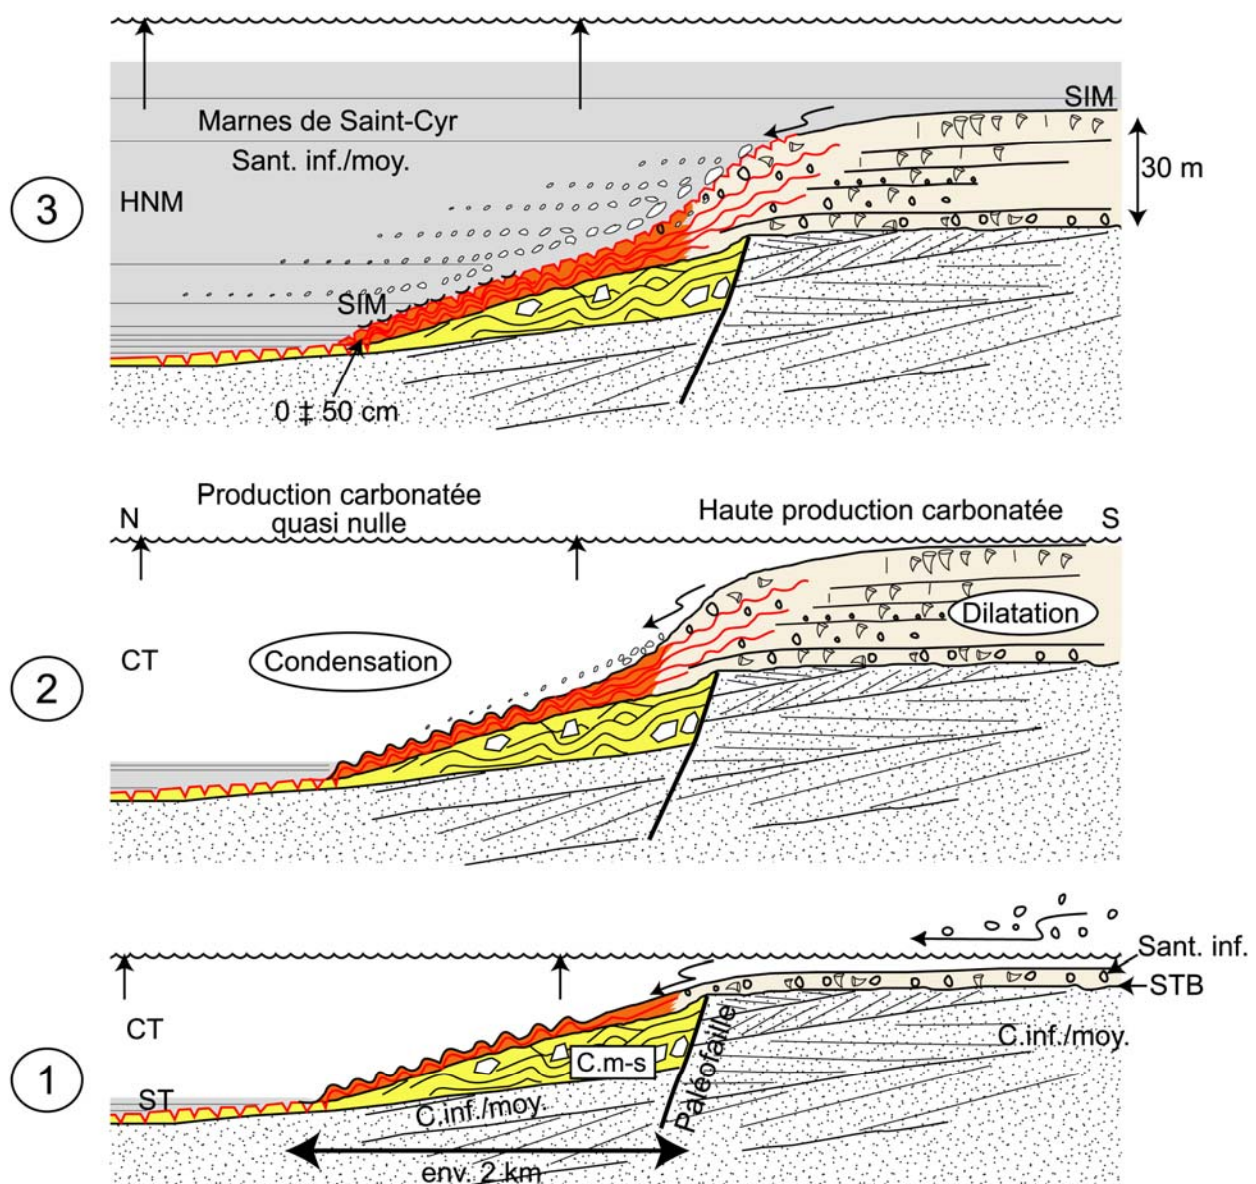 SIM
Marnes de Saint-Cyr
Sant. inf./moy.
30 m
3
HNM
SIM
0 ‡ 50 cm
Production carbonatée
quasi nulle
Haute production carbonatée
N
S
Dilatation
CT
Condensation
2
Sant. inf.
STB
CT
C.inf./moy.
Paléofaille
C.m-s
1
ST
C.inf./moy.
env. 2 km